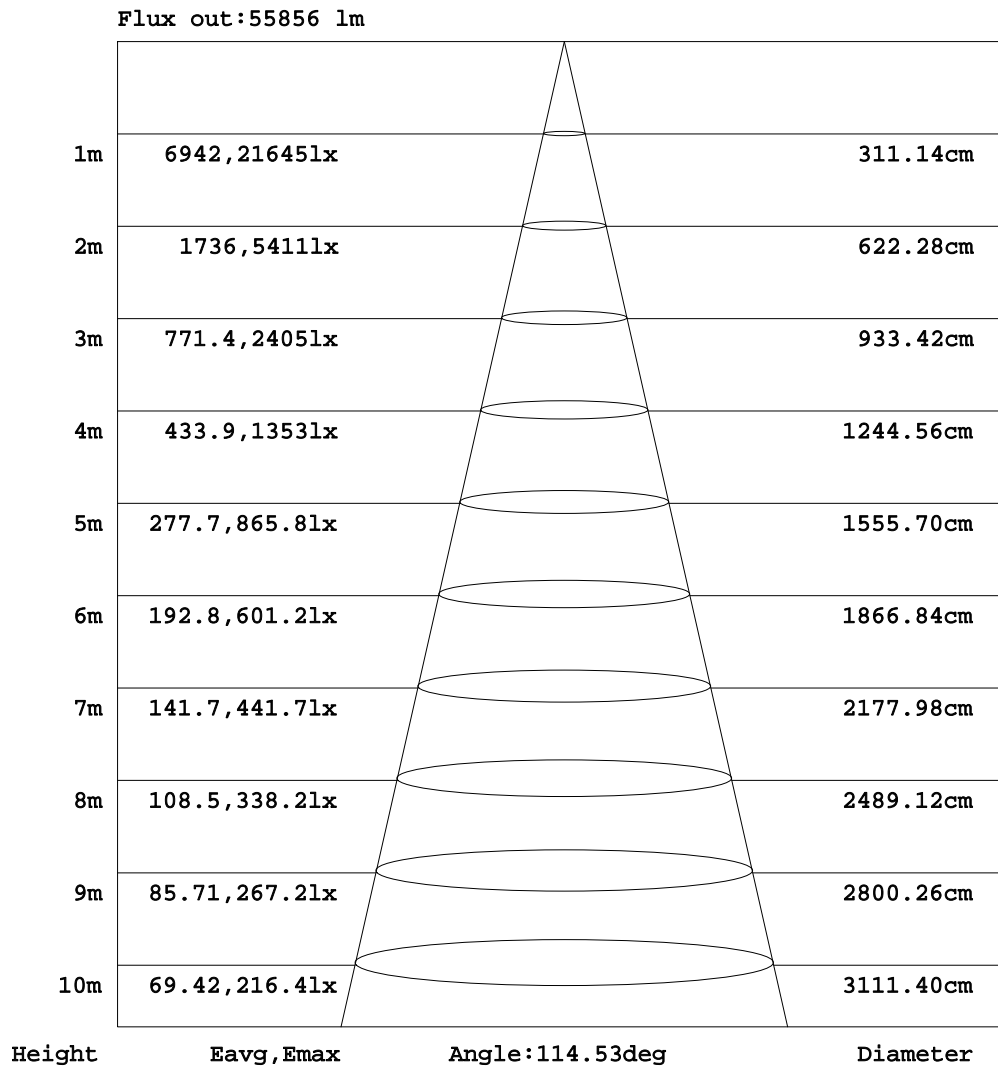 Flux out:55856 lm
1m 6942,21645lx 311.14cm
2m 1736,5411lx 622.28cm
3m 771.4,2405lx 933.42cm
4m 433.9,1353lx 1244.56cm
5m 277.7,865.8lx 1555.70cm
6m 192.8,601.2lx 1866.84cm
7m 141.7,441.7lx 2177.98cm
8m 108.5,338.2lx 2489.12cm
9m 85.71,267.2lx 2800.26cm
10m 69.42,216.4lx 3111.40cm
Height Eavg,Emax Angle:114.53deg Diameter